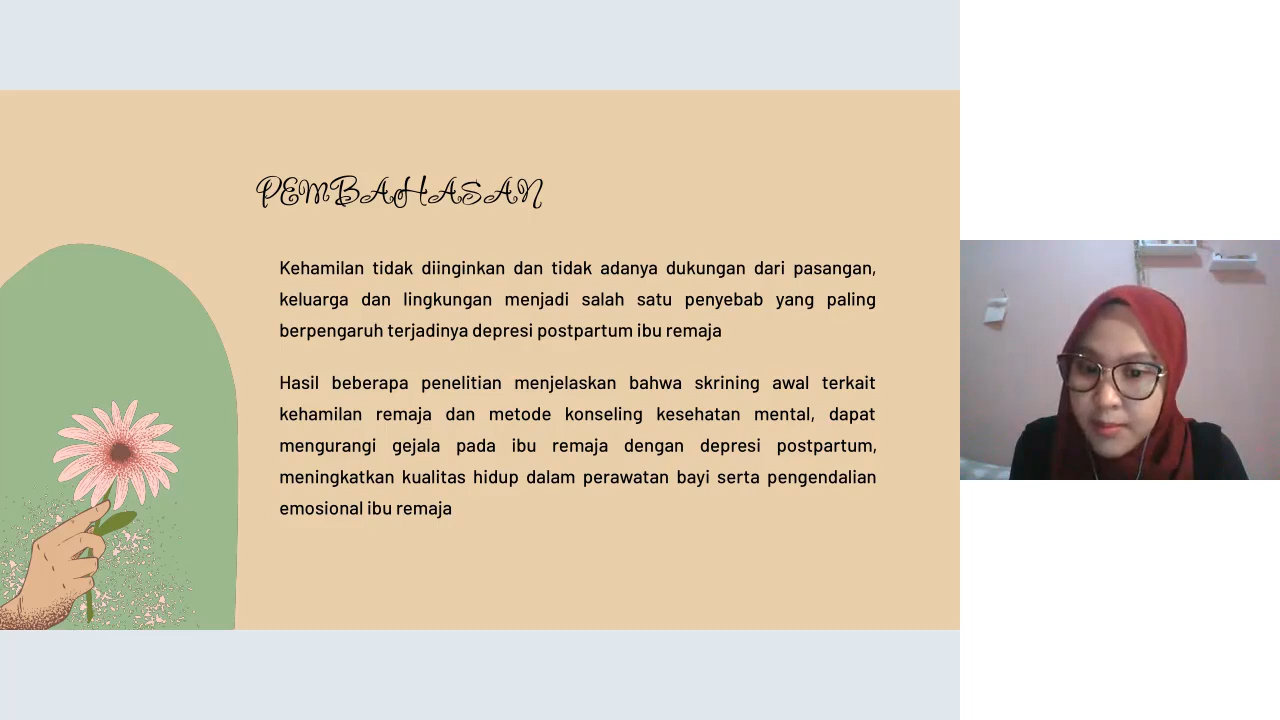 PEMBAHASAN
Kehamilan tidak diinginkan dan tidak adanya dukungan dari pasangan,
keluarga dan lingkungan menjadi salah satu penyebab yang paling
berpengaruh terjadinya depresi postpartum ibu remaja
Hasil beberapa penelitian menjelaskan bahwa skrining awal terkait
kehamilan remaja dan metode konseling kesehatan mental, dapat
mengurangi gejala pada ibu remaja dengan depresi postpartum,
meningkatkan kualitas hidup dalam perawatan bayi serta pengendalian
emosional ibu remaja